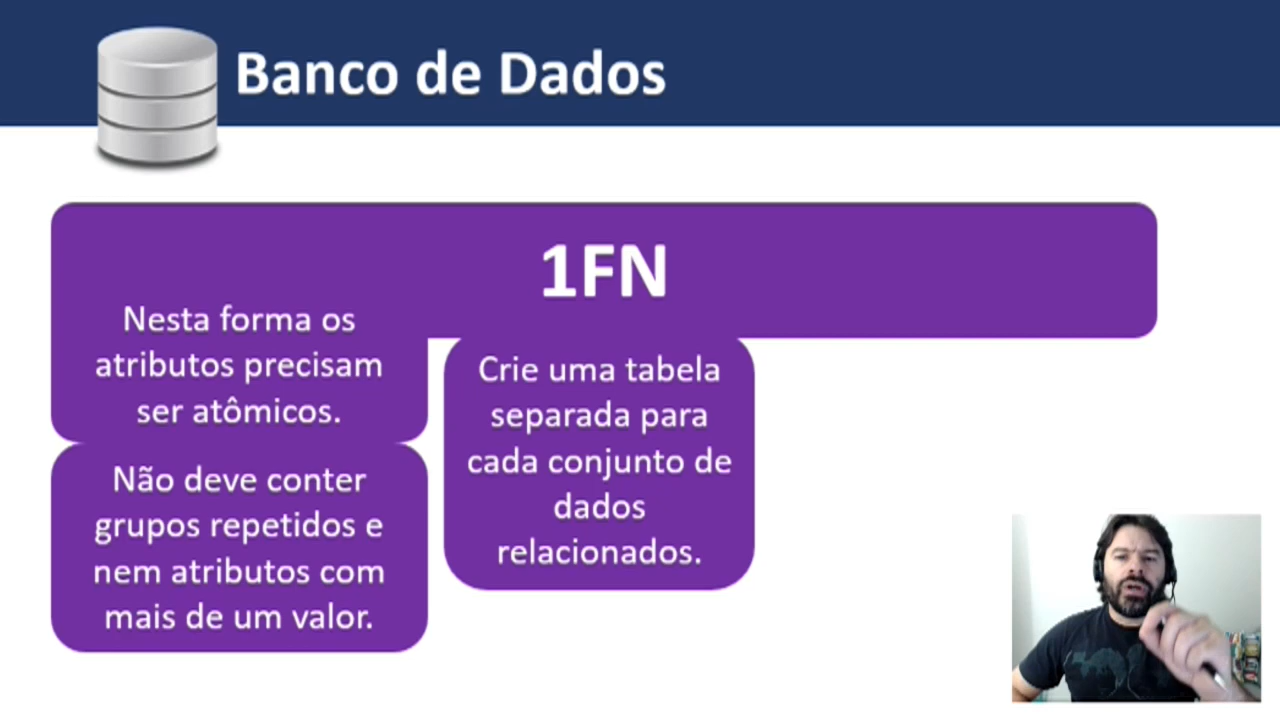 Banco de Dados
1FN
Nesta forma os
atributos precisam
ser atômicos.
Não deve conter
grupos repetidos e
nem atributos com
mais de um valor.
Crie uma tabela
separada para
cada conjunto de
dados
relacionados.